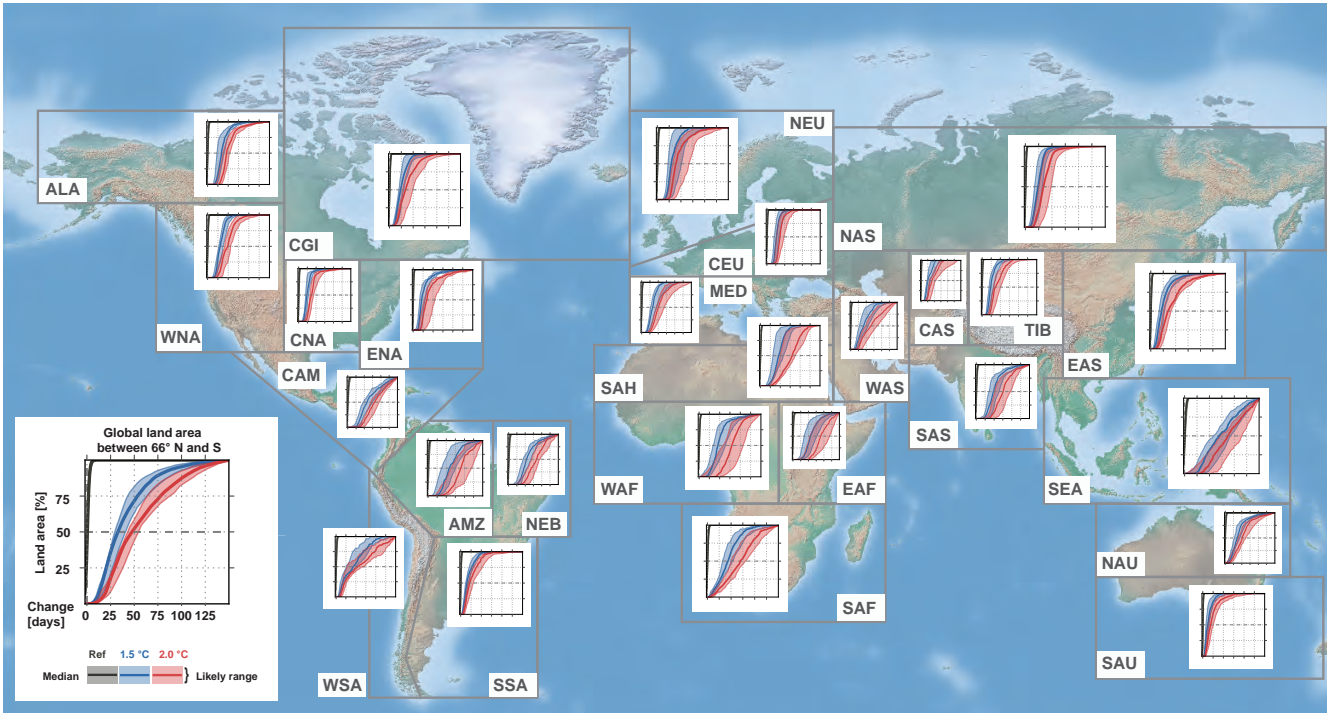 NEU
ALA
CGI
NAS
CEU
MED
WNA
CNA
ENA
CAS
TIB
EAS
CAM
SAH
WAS
SAS
WAF
EAF
SEA
AMZ
NEB
NAU
SAF
SAU
WSA
SSA
Global land area
between 66° N and S
Land area [%]
75
50
25
Change
[days]
0 25 50 75 100 125
Ref 1.5 °C 2.0 °C
Median } Likely range